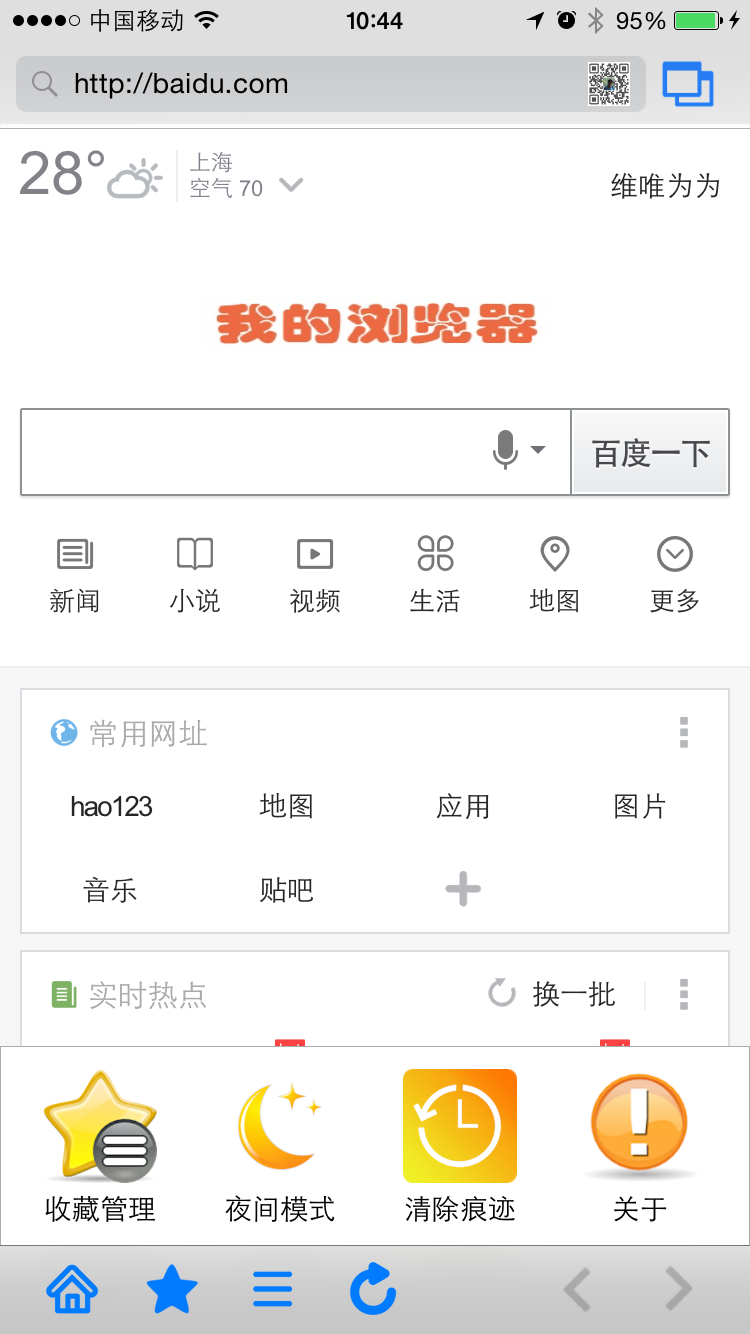 中国移动 10:44 95%
http://baidu.com
28° 上海
空气 70
维唯为为
我的浏览器
百度一下
新闻 小说 视频 生活 地图 更多
常用网址
hao123 地图 应用 图片
音乐 贴吧
实时热点 换一批
收藏管理 夜间模式 清除痕迹 关于